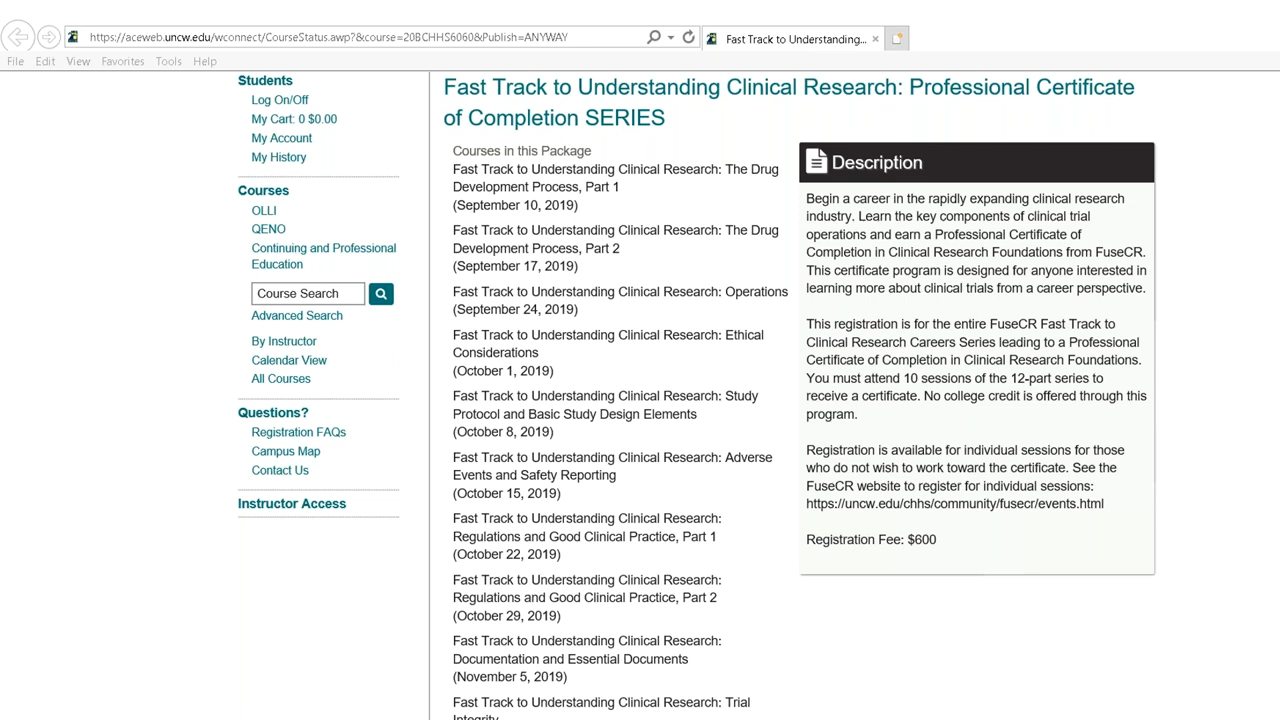 https://aceweb.uncw.edu/wconnect/CourseStatus.awp?&course=20BCHHS6060&Publish=ANYWAY
Fast Track to Understanding...
File Edit View Favorites Tools Help
Students
Log On/Off
My Cart: 0 $0.00
My Account
My History
Courses
OLLI
QENO
Continuing and Professional
Education
Course Search
Advanced Search
By Instructor
Calendar View
All Courses
Questions?
Registration FAQs
Campus Map
Contact Us
Instructor Access
Fast Track to Understanding Clinical Research: Professional Certificate
of Completion SERIES
Courses in this Package
Fast Track to Understanding Clinical Research: The Drug
Development Process, Part 1
(September 10, 2019)
Fast Track to Understanding Clinical Research: The Drug
Development Process, Part 2
(September 17, 2019)
Fast Track to Understanding Clinical Research: Operations
(September 24, 2019)
Fast Track to Understanding Clinical Research: Ethical
Considerations
(October 1, 2019)
Fast Track to Understanding Clinical Research: Study
Protocol and Basic Study Design Elements
(October 8, 2019)
Fast Track to Understanding Clinical Research: Adverse
Events and Safety Reporting
(October 15, 2019)
Fast Track to Understanding Clinical Research:
Regulations and Good Clinical Practice, Part 1
(October 22, 2019)
Fast Track to Understanding Clinical Research:
Regulations and Good Clinical Practice, Part 2
(October 29, 2019)
Fast Track to Understanding Clinical Research:
Documentation and Essential Documents
(November 5, 2019)
Fast Track to Understanding Clinical Research: Trial
Integrity
Description
Begin a career in the rapidly expanding clinical research
industry. Learn the key components of clinical trial
operations and earn a Professional Certificate of
Completion in Clinical Research Foundations from FuseCR.
This certificate program is designed for anyone interested in
learning more about clinical trials from a career perspective.
This registration is for the entire FuseCR Fast Track to
Clinical Research Careers Series leading to a Professional
Certificate of Completion in Clinical Research Foundations.
You must attend 10 sessions of the 12-part series to
receive a certificate. No college credit is offered through this
program.
Registration is available for individual sessions for those
who do not wish to work toward the certificate. See the
FuseCR website to register for individual sessions:
https://uncw.edu/chhs/community/fusecr/events.html
Registration Fee: $600